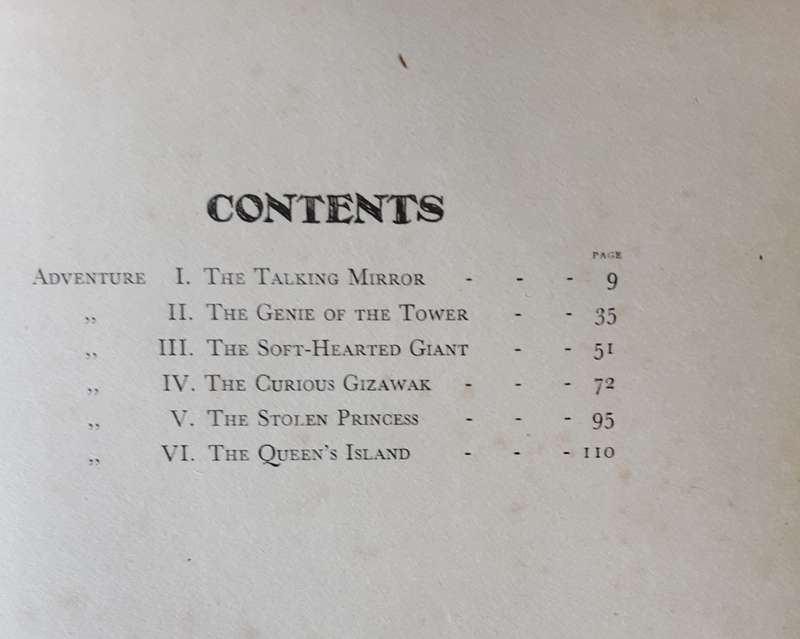 CONTENTS
PAGE
ADVENTURE I. THE TALKING MIRROR - - - 9
„ II. THE GENIE OF THE TOWER - - 35
„ III. THE SOFT-HEARTED GIANT - - 51
„ IV. THE CURIOUS GIZAWAK - - - 72
„ V. THE STOLEN PRINCESS - - - 95
„ VI. THE QUEEN'S ISLAND - - - 110